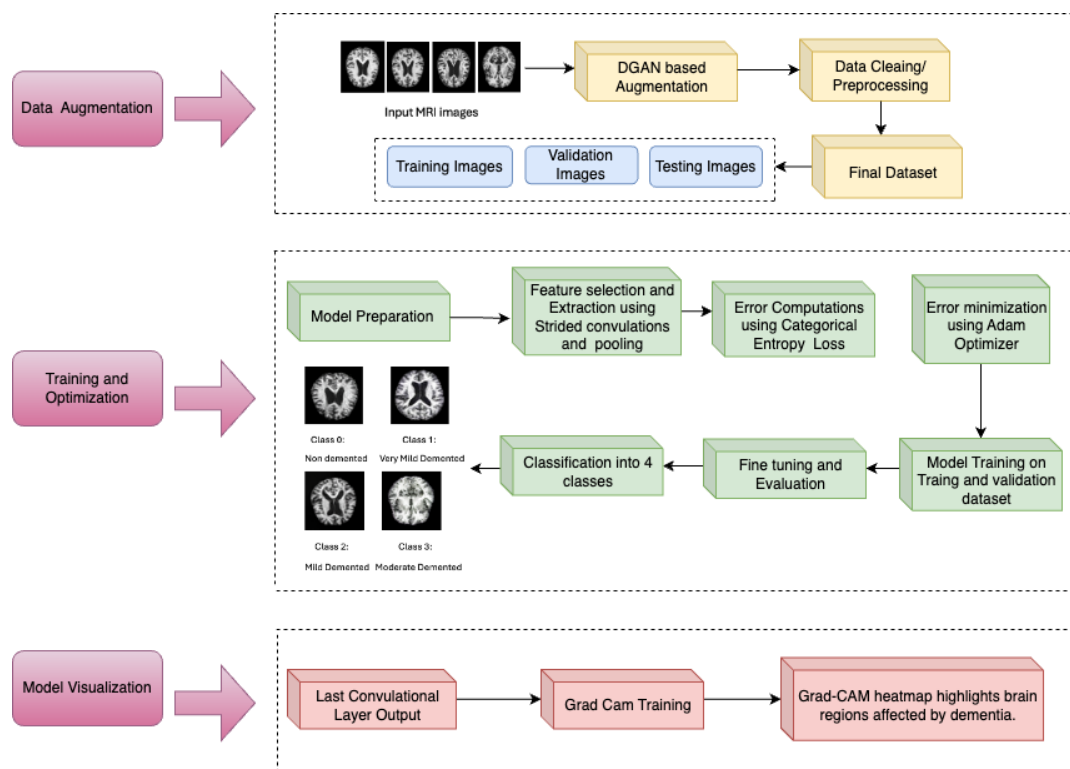 Data Augmentation
Input MRI images
DGAN based
Augmentation
Data Cleaing/
Preprocessing
Final Dataset
Training Images
Validation
Images
Testing Images
Training and
Optimization
Model Preparation
Feature selection and
Extraction using
Strided convulations
and pooling
Error Computations
using Categorical
Entropy Loss
Error minimization
using Adam
Optimizer
Model Training on
Traing and validation
dataset
Fine tuning and
Evaluation
Classification into 4
classes
Class 0:
Non demented
Class 1:
Very Mild Demented
Class 2:
Mild Demented
Class 3:
Moderate Demented
Model Visualization
Last Convulational
Layer Output
Grad Cam Training
Grad-CAM heatmap highlights brain
regions affected by dementia.